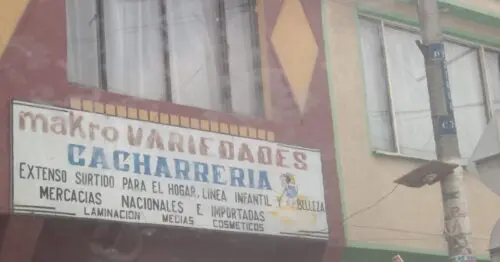 maKro VARIEDADES
CACHARRERIA
EXTENSO SURTIDO PARA EL HOGAR, LINEA INFANTIL Y BELLEZA
MERCACIAS NACIONALES E IMPORTADAS
LAMINACION MEDIAS COSMETICOS